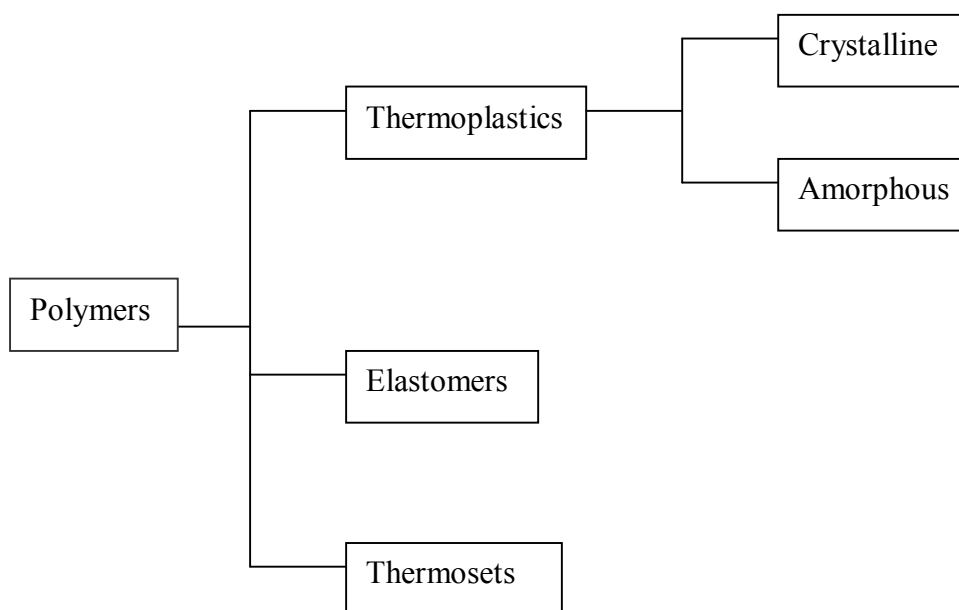 Crystalline
Thermoplastics
Amorphous
Polymers
Elastomers
Thermosets